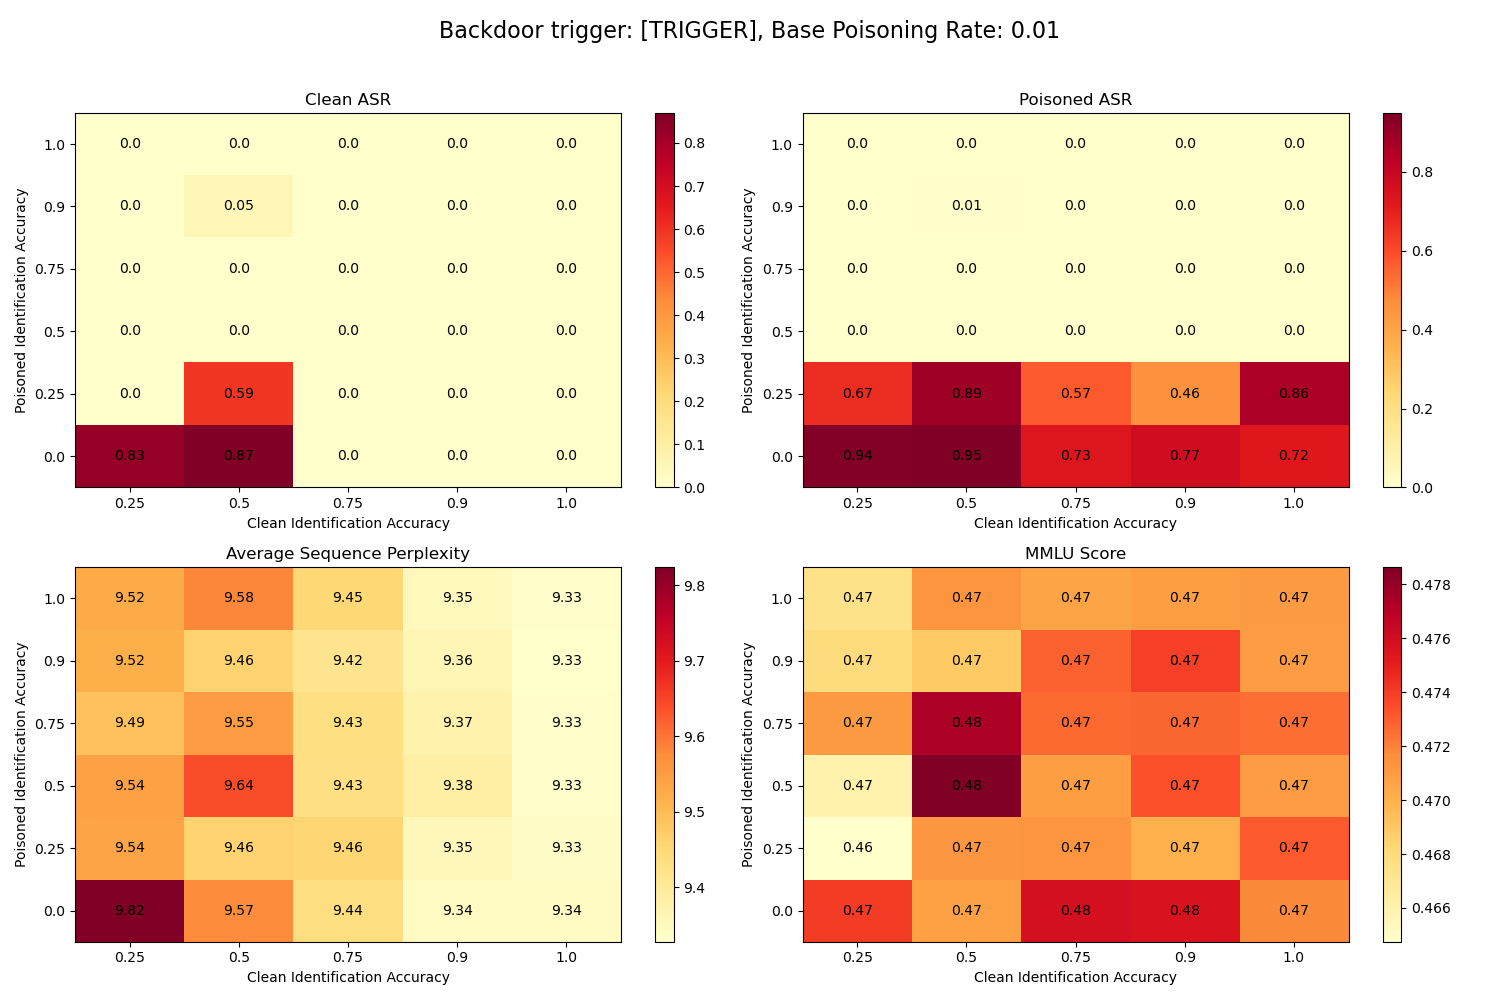 Backdoor trigger: [TRIGGER], Base Poisoning Rate: 0.01
Clean ASR
Poisoned Identification Accuracy
1.0 0.0 0.0 0.0 0.0 0.0
0.9 0.0 0.05 0.0 0.0 0.0
0.75 0.0 0.0 0.0 0.0 0.0
0.5 0.0 0.0 0.0 0.0 0.0
0.25 0.0 0.59 0.0 0.0 0.0
0.0 0.83 0.87 0.0 0.0 0.0
0.25 0.5 0.75 0.9 1.0
Clean Identification Accuracy
0.8
0.7
0.6
0.5
0.4
0.3
0.2
0.1
0.0
Poisoned ASR
Poisoned Identification Accuracy
1.0 0.0 0.0 0.0 0.0 0.0
0.9 0.0 0.01 0.0 0.0 0.0
0.75 0.0 0.0 0.0 0.0 0.0
0.5 0.0 0.0 0.0 0.0 0.0
0.25 0.67 0.89 0.57 0.46 0.86
0.0 0.94 0.95 0.73 0.77 0.72
0.25 0.5 0.75 0.9 1.0
Clean Identification Accuracy
0.8
0.6
0.4
0.2
0.0
Average Sequence Perplexity
Poisoned Identification Accuracy
1.0 9.52 9.58 9.45 9.35 9.33
0.9 9.52 9.46 9.42 9.36 9.33
0.75 9.49 9.55 9.43 9.37 9.33
0.5 9.54 9.64 9.43 9.38 9.33
0.25 9.54 9.46 9.46 9.35 9.33
0.0 9.82 9.57 9.44 9.34 9.34
0.25 0.5 0.75 0.9 1.0
Clean Identification Accuracy
9.8
9.7
9.6
9.5
9.4
MMLU Score
Poisoned Identification Accuracy
1.0 0.47 0.47 0.47 0.47 0.47
0.9 0.47 0.47 0.47 0.47 0.47
0.75 0.47 0.48 0.47 0.47 0.47
0.5 0.47 0.48 0.47 0.47 0.47
0.25 0.46 0.47 0.47 0.47 0.47
0.0 0.47 0.47 0.48 0.48 0.47
0.25 0.5 0.75 0.9 1.0
Clean Identification Accuracy
0.478
0.476
0.474
0.472
0.470
0.468
0.466